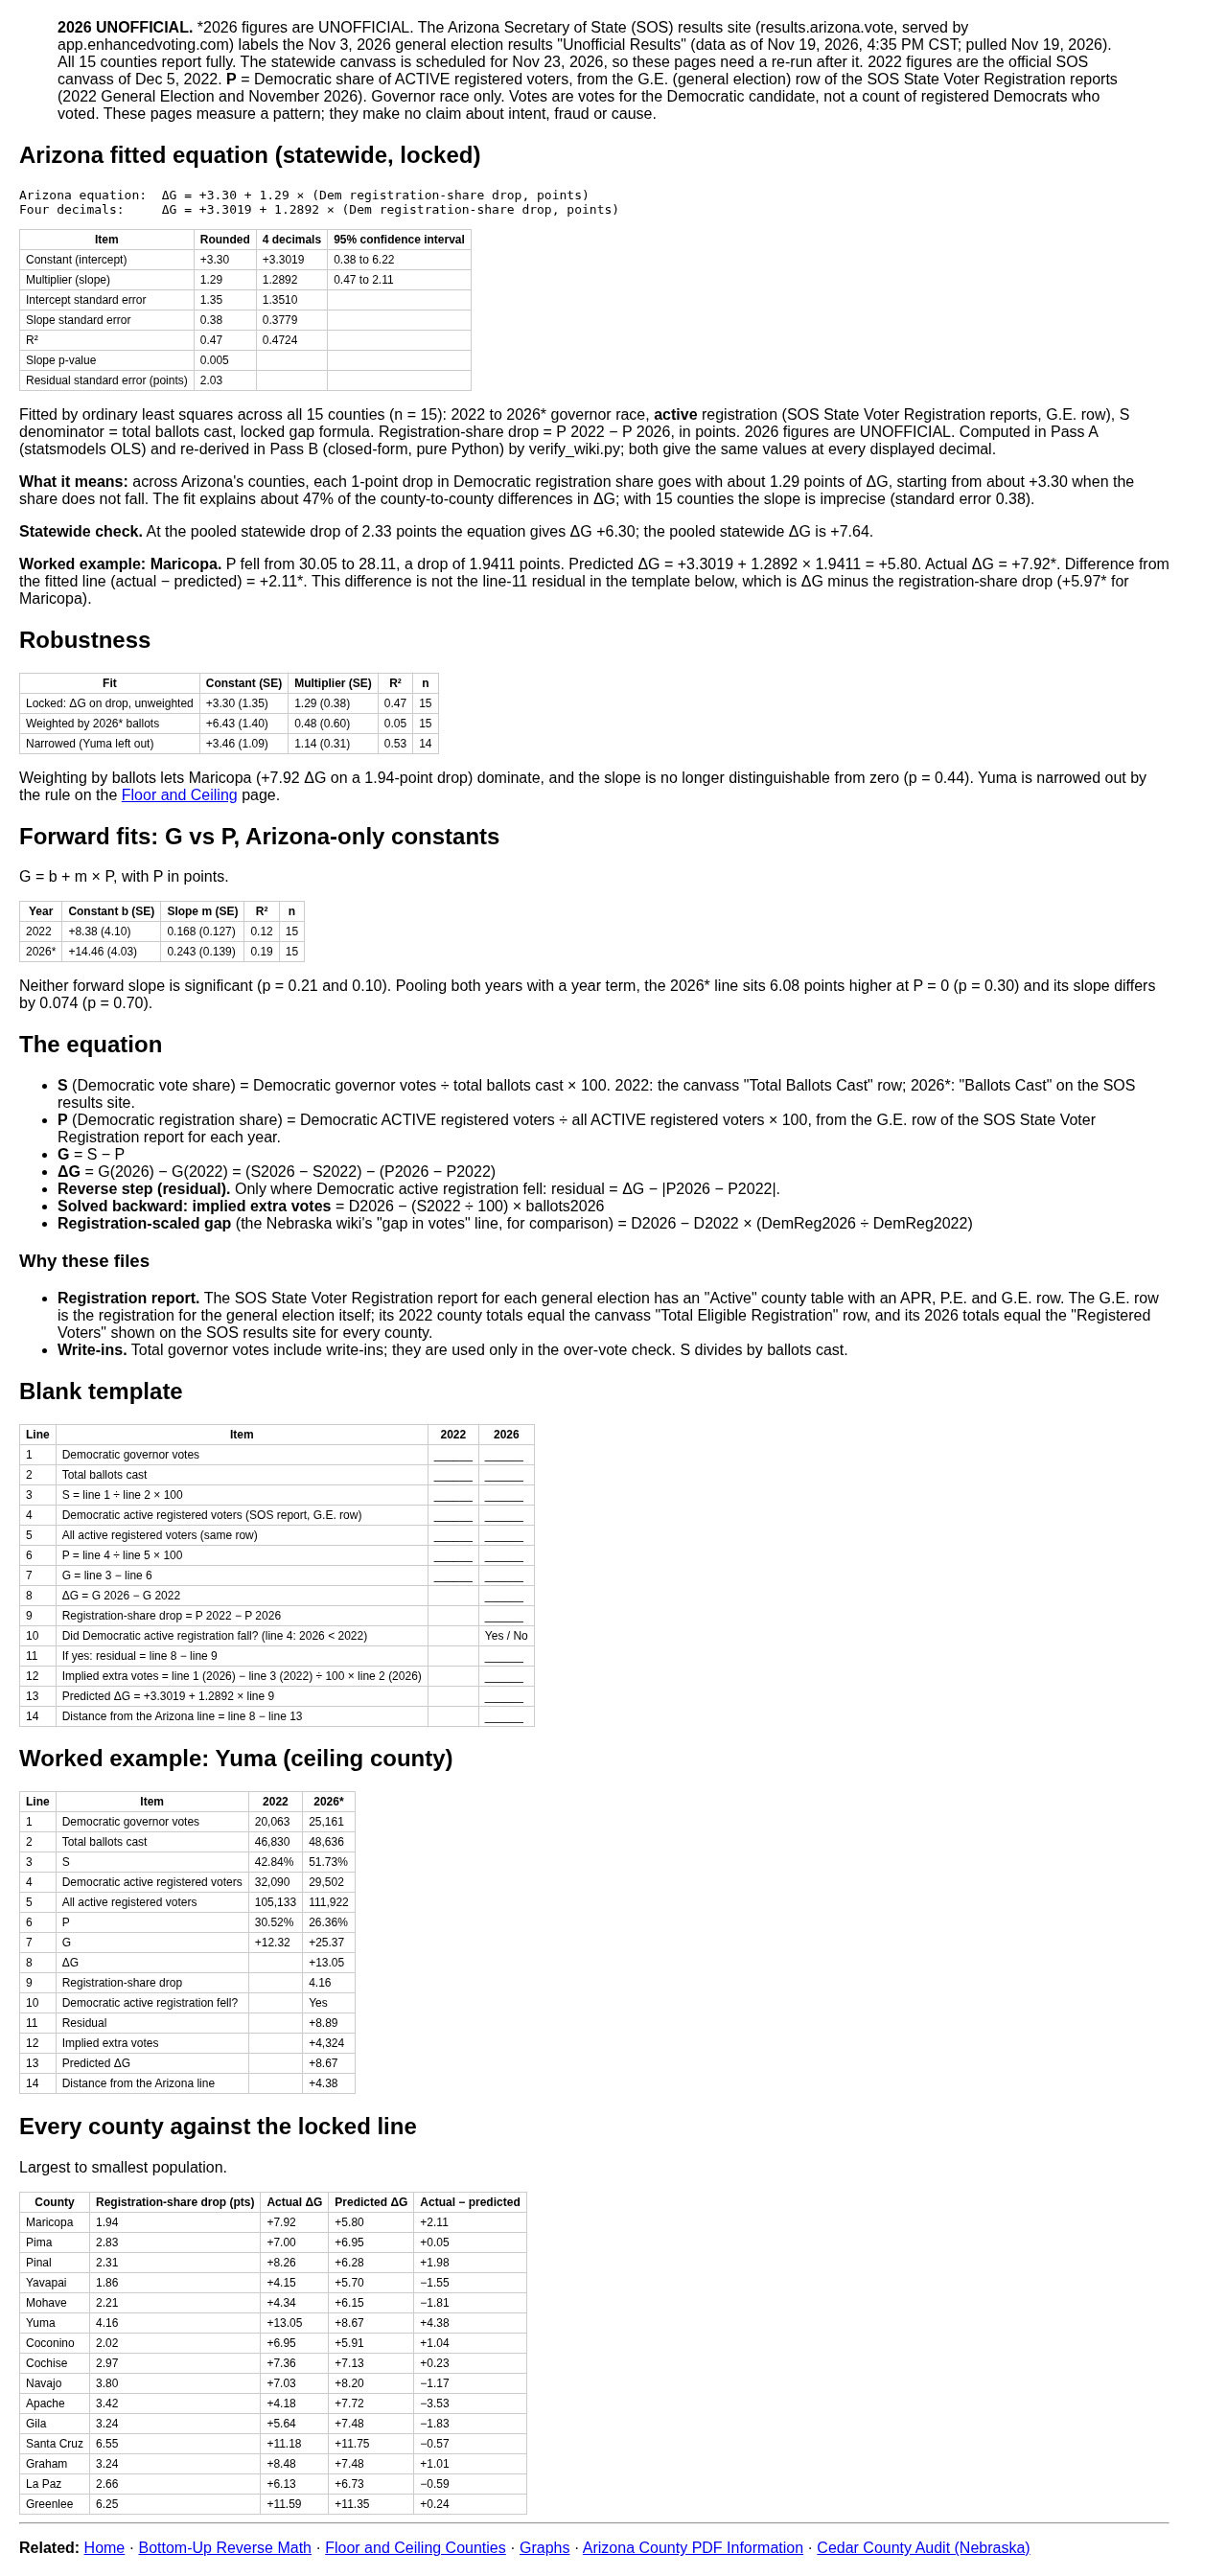 2026 UNOFFICIAL. *2026 figures are UNOFFICIAL. The Arizona Secretary of State (SOS) results site (results.arizona.vote, served by
app.enhancedvoting.com) labels the Nov 3, 2026 general election results "Unofficial Results" (data as of Nov 19, 2026, 4:35 PM CST; pulled Nov 19, 2026).
All 15 counties report fully. The statewide canvass is scheduled for Nov 23, 2026, so these pages need a re-run after it. 2022 figures are the official SOS
canvass of Dec 5, 2022. P = Democratic share of ACTIVE registered voters, from the G.E. (general election) row of the SOS State Voter Registration reports
(2022 General Election and November 2026). Governor race only. Votes are votes for the Democratic candidate, not a count of registered Democrats who
voted. These pages measure a pattern; they make no claim about intent, fraud or cause.
Arizona fitted equation (statewide, locked)
Arizona equation: ΔG = +3.30 + 1.29 × (Dem registration-share drop, points)
Four decimals: ΔG = +3.3019 + 1.2892 × (Dem registration-share drop, points)
Item Rounded 4 decimals 95% confidence interval
Constant (intercept) +3.30 +3.3019 0.38 to 6.22
Multiplier (slope) 1.29 1.2892 0.47 to 2.11
Intercept standard error 1.35 1.3510
Slope standard error 0.38 0.3779
R² 0.47 0.4724
Slope p-value 0.005
Residual standard error (points) 2.03
Fitted by ordinary least squares across all 15 counties (n = 15): 2022 to 2026* governor race, active registration (SOS State Voter Registration reports, G.E. row), S
denominator = total ballots cast, locked gap formula. Registration-share drop = P 2022 − P 2026, in points. 2026 figures are UNOFFICIAL. Computed in Pass A
(statsmodels OLS) and re-derived in Pass B (closed-form, pure Python) by verify_wiki.py; both give the same values at every displayed decimal.
What it means: across Arizona's counties, each 1-point drop in Democratic registration share goes with about 1.29 points of ΔG, starting from about +3.30 when the
share does not fall. The fit explains about 47% of the county-to-county differences in ΔG; with 15 counties the slope is imprecise (standard error 0.38).
Statewide check. At the pooled statewide drop of 2.33 points the equation gives ΔG +6.30; the pooled statewide ΔG is +7.64.
Worked example: Maricopa. P fell from 30.05 to 28.11, a drop of 1.9411 points. Predicted ΔG = +3.3019 + 1.2892 × 1.9411 = +5.80. Actual ΔG = +7.92*. Difference from
the fitted line (actual − predicted) = +2.11*. This difference is not the line-11 residual in the template below, which is ΔG minus the registration-share drop (+5.97* for
Maricopa).
Robustness
Fit Constant (SE) Multiplier (SE) R² n
Locked: ΔG on drop, unweighted +3.30 (1.35) 1.29 (0.38) 0.47 15
Weighted by 2026* ballots +6.43 (1.40) 0.48 (0.60) 0.05 15
Narrowed (Yuma left out) +3.46 (1.09) 1.14 (0.31) 0.53 14
Weighting by ballots lets Maricopa (+7.92 ΔG on a 1.94-point drop) dominate, and the slope is no longer distinguishable from zero (p = 0.44). Yuma is narrowed out by
the rule on the Floor and Ceiling page.
Forward fits: G vs P, Arizona-only constants
G = b + m × P, with P in points.
Year Constant b (SE) Slope m (SE) R² n
2022 +8.38 (4.10) 0.168 (0.127) 0.12 15
2026* +14.46 (4.03) 0.243 (0.139) 0.19 15
Neither forward slope is significant (p = 0.21 and 0.10). Pooling both years with a year term, the 2026* line sits 6.08 points higher at P = 0 (p = 0.30) and its slope differs
by 0.074 (p = 0.70).
The equation
• S (Democratic vote share) = Democratic governor votes ÷ total ballots cast × 100. 2022: the canvass "Total Ballots Cast" row; 2026*: "Ballots Cast" on the SOS
results site.
• P (Democratic registration share) = Democratic ACTIVE registered voters ÷ all ACTIVE registered voters × 100, from the G.E. row of the SOS State Voter
Registration report for each year.
• G = S − P
• ΔG = G(2026) − G(2022) = (S2026 − S2022) − (P2026 − P2022)
• Reverse step (residual). Only where Democratic active registration fell: residual = ΔG − |P2026 − P2022|.
• Solved backward: implied extra votes = D2026 − (S2022 ÷ 100) × ballots2026
• Registration-scaled gap (the Nebraska wiki's "gap in votes" line, for comparison) = D2026 − D2022 × (DemReg2026 ÷ DemReg2022)
Why these files
• Registration report. The SOS State Voter Registration report for each general election has an "Active" county table with an APR, P.E. and G.E. row. The G.E. row
is the registration for the general election itself; its 2022 county totals equal the canvass "Total Eligible Registration" row, and its 2026 totals equal the "Registered
Voters" shown on the SOS results site for every county.
• Write-ins. Total governor votes include write-ins; they are used only in the over-vote check. S divides by ballots cast.
Blank template
Line Item 2022 2026
1 Democratic governor votes ______ ______
2 Total ballots cast ______ ______
3 S = line 1 ÷ line 2 × 100 ______ ______
4 Democratic active registered voters (SOS report, G.E. row) ______ ______
5 All active registered voters (same row) ______ ______
6 P = line 4 ÷ line 5 × 100 ______ ______
7 G = line 3 − line 6 ______ ______
8 ΔG = G 2026 − G 2022 ______
9 Registration-share drop = P 2022 − P 2026 ______
10 Did Democratic active registration fall? (line 4: 2026 < 2022) Yes / No
11 If yes: residual = line 8 − line 9 ______
12 Implied extra votes = line 1 (2026) − line 3 (2022) ÷ 100 × line 2 (2026) ______
13 Predicted ΔG = +3.3019 + 1.2892 × line 9 ______
14 Distance from the Arizona line = line 8 − line 13 ______
Worked example: Yuma (ceiling county)
Line Item 2022 2026*
1 Democratic governor votes 20,063 25,161
2 Total ballots cast 46,830 48,636
3 S 42.84% 51.73%
4 Democratic active registered voters 32,090 29,502
5 All active registered voters 105,133 111,922
6 P 30.52% 26.36%
7 G +12.32 +25.37
8 ΔG +13.05
9 Registration-share drop 4.16
10 Democratic active registration fell? Yes
11 Residual +8.89
12 Implied extra votes +4,324
13 Predicted ΔG +8.67
14 Distance from the Arizona line +4.38
Every county against the locked line
Largest to smallest population.
County Registration-share drop (pts) Actual ΔG Predicted ΔG Actual − predicted
Maricopa 1.94 +7.92 +5.80 +2.11
Pima 2.83 +7.00 +6.95 +0.05
Pinal 2.31 +8.26 +6.28 +1.98
Yavapai 1.86 +4.15 +5.70 −1.55
Mohave 2.21 +4.34 +6.15 −1.81
Yuma 4.16 +13.05 +8.67 +4.38
Coconino 2.02 +6.95 +5.91 +1.04
Cochise 2.97 +7.36 +7.13 +0.23
Navajo 3.80 +7.03 +8.20 −1.17
Apache 3.42 +4.18 +7.72 −3.53
Gila 3.24 +5.64 +7.48 −1.83
Santa Cruz 6.55 +11.18 +11.75 −0.57
Graham 3.24 +8.48 +7.48 +1.01
La Paz 2.66 +6.13 +6.73 −0.59
Greenlee 6.25 +11.59 +11.35 +0.24
Related: Home · Bottom-Up Reverse Math · Floor and Ceiling Counties · Graphs · Arizona County PDF Information · Cedar County Audit (Nebraska)